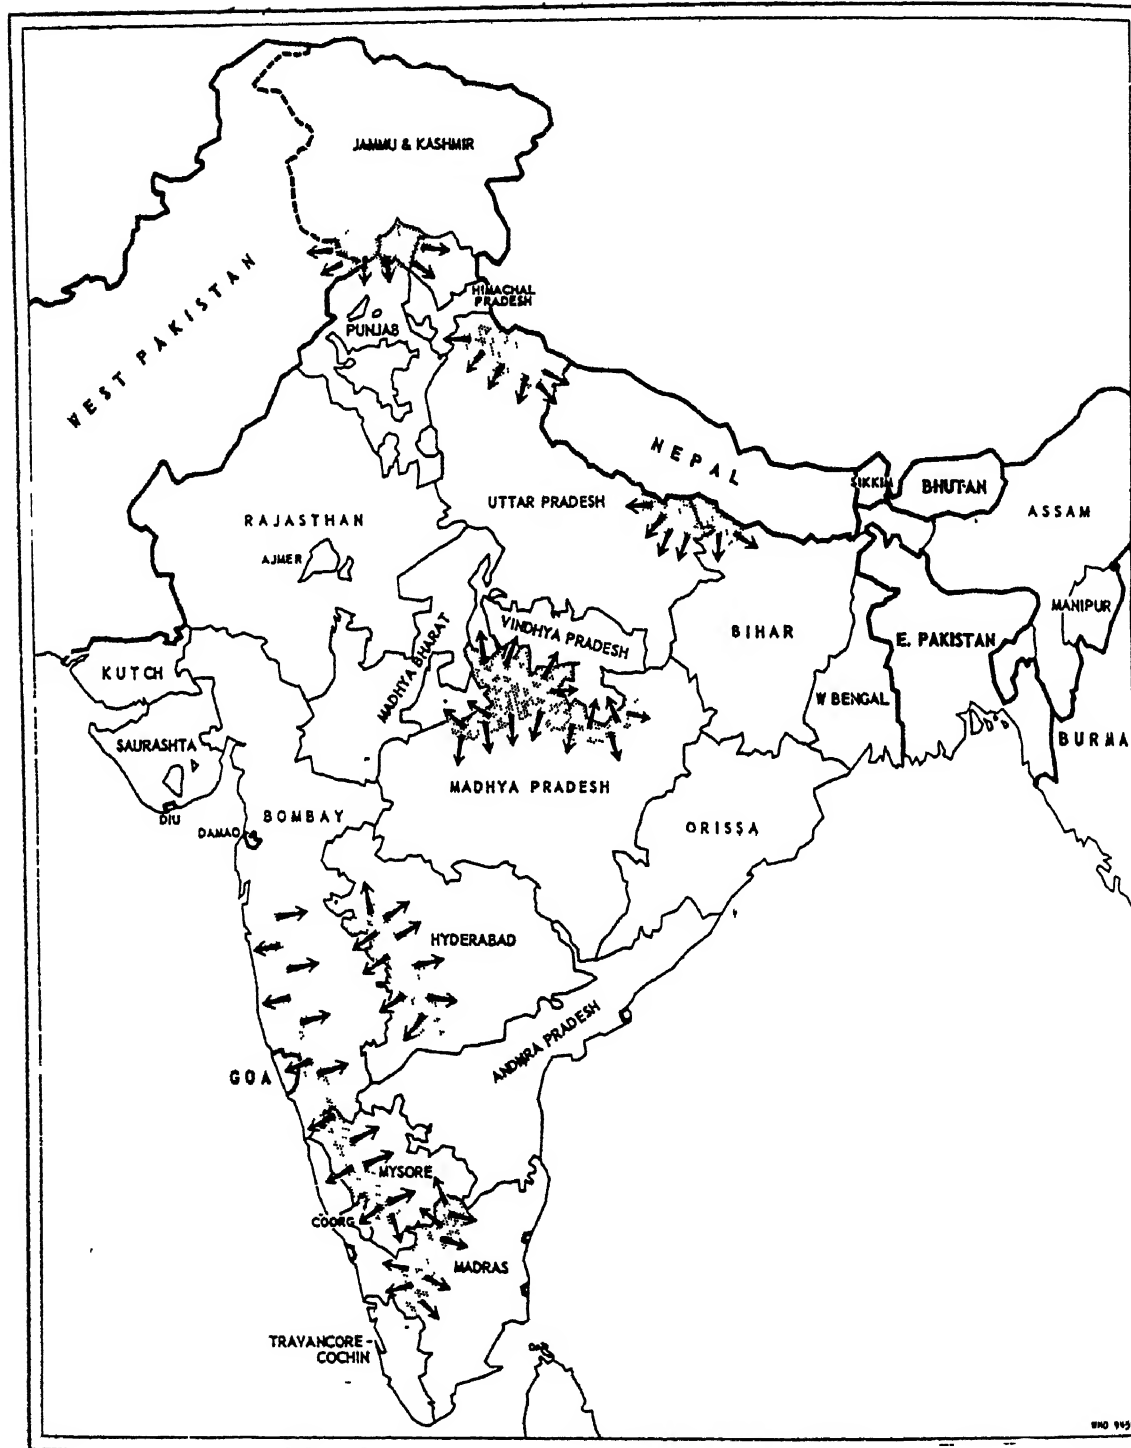 JAMMU & KASHMIR
WEST PAKISTAN
HIMACHAL
PRADESH
PUNJAB
NEPAL
SIKKIM
BHUTAN
UTTAR PRADESH
ASSAM
RAJASTHAN
AJMER
MANIPUR
VINDHYA PRADESH
BIHAR
E. PAKISTAN
MADHYA BHARAT
KUTCH
W BENGAL
SAURASHTA
BURMA
MADHYA PRADESH
DIU
BOMBAY
DAMAO
ORISSA
HYDERABAD
ANDHRA PRADESH
GOA
MYSORE
COORG
MADRAS
TRAVANCORE-
COCHIN